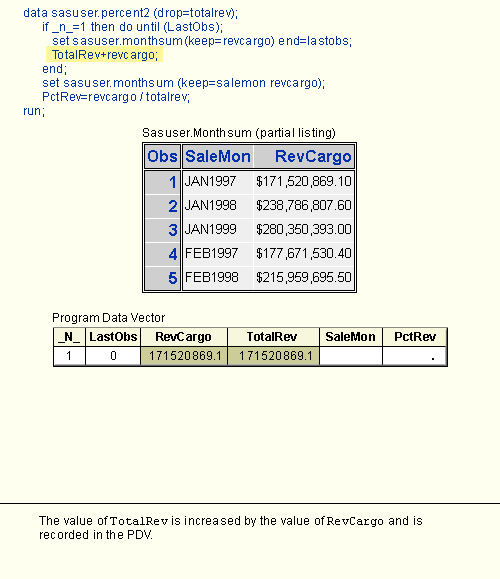 data sasuser.percent2 (drop=totalrev);
if _n_=1 then do until (LastObs);
set sasuser.monthsum(keep=revcargo) end=lastobs;
TotalRev+revcargo;
end;
set sasuser.monthsum (keep=salemon revcargo);
PctRev=revcargo / totalrev;
run;
Sasuser.Monthsum (partial listing)
Obs SaleMon RevCargo
1 JAN1997 $171,520,869.10
2 JAN1998 $238,786,807.60
3 JAN1999 $280,350,393.00
4 FEB1997 $177,671,530.40
5 FEB1998 $215,959,695.50
Program Data Vector
_N_ LastObs RevCargo TotalRev SaleMon PctRev
1 0 171520869.1 171520869.1 .
The value of TotalRev is increased by the value of RevCargo and is
recorded in the PDV.